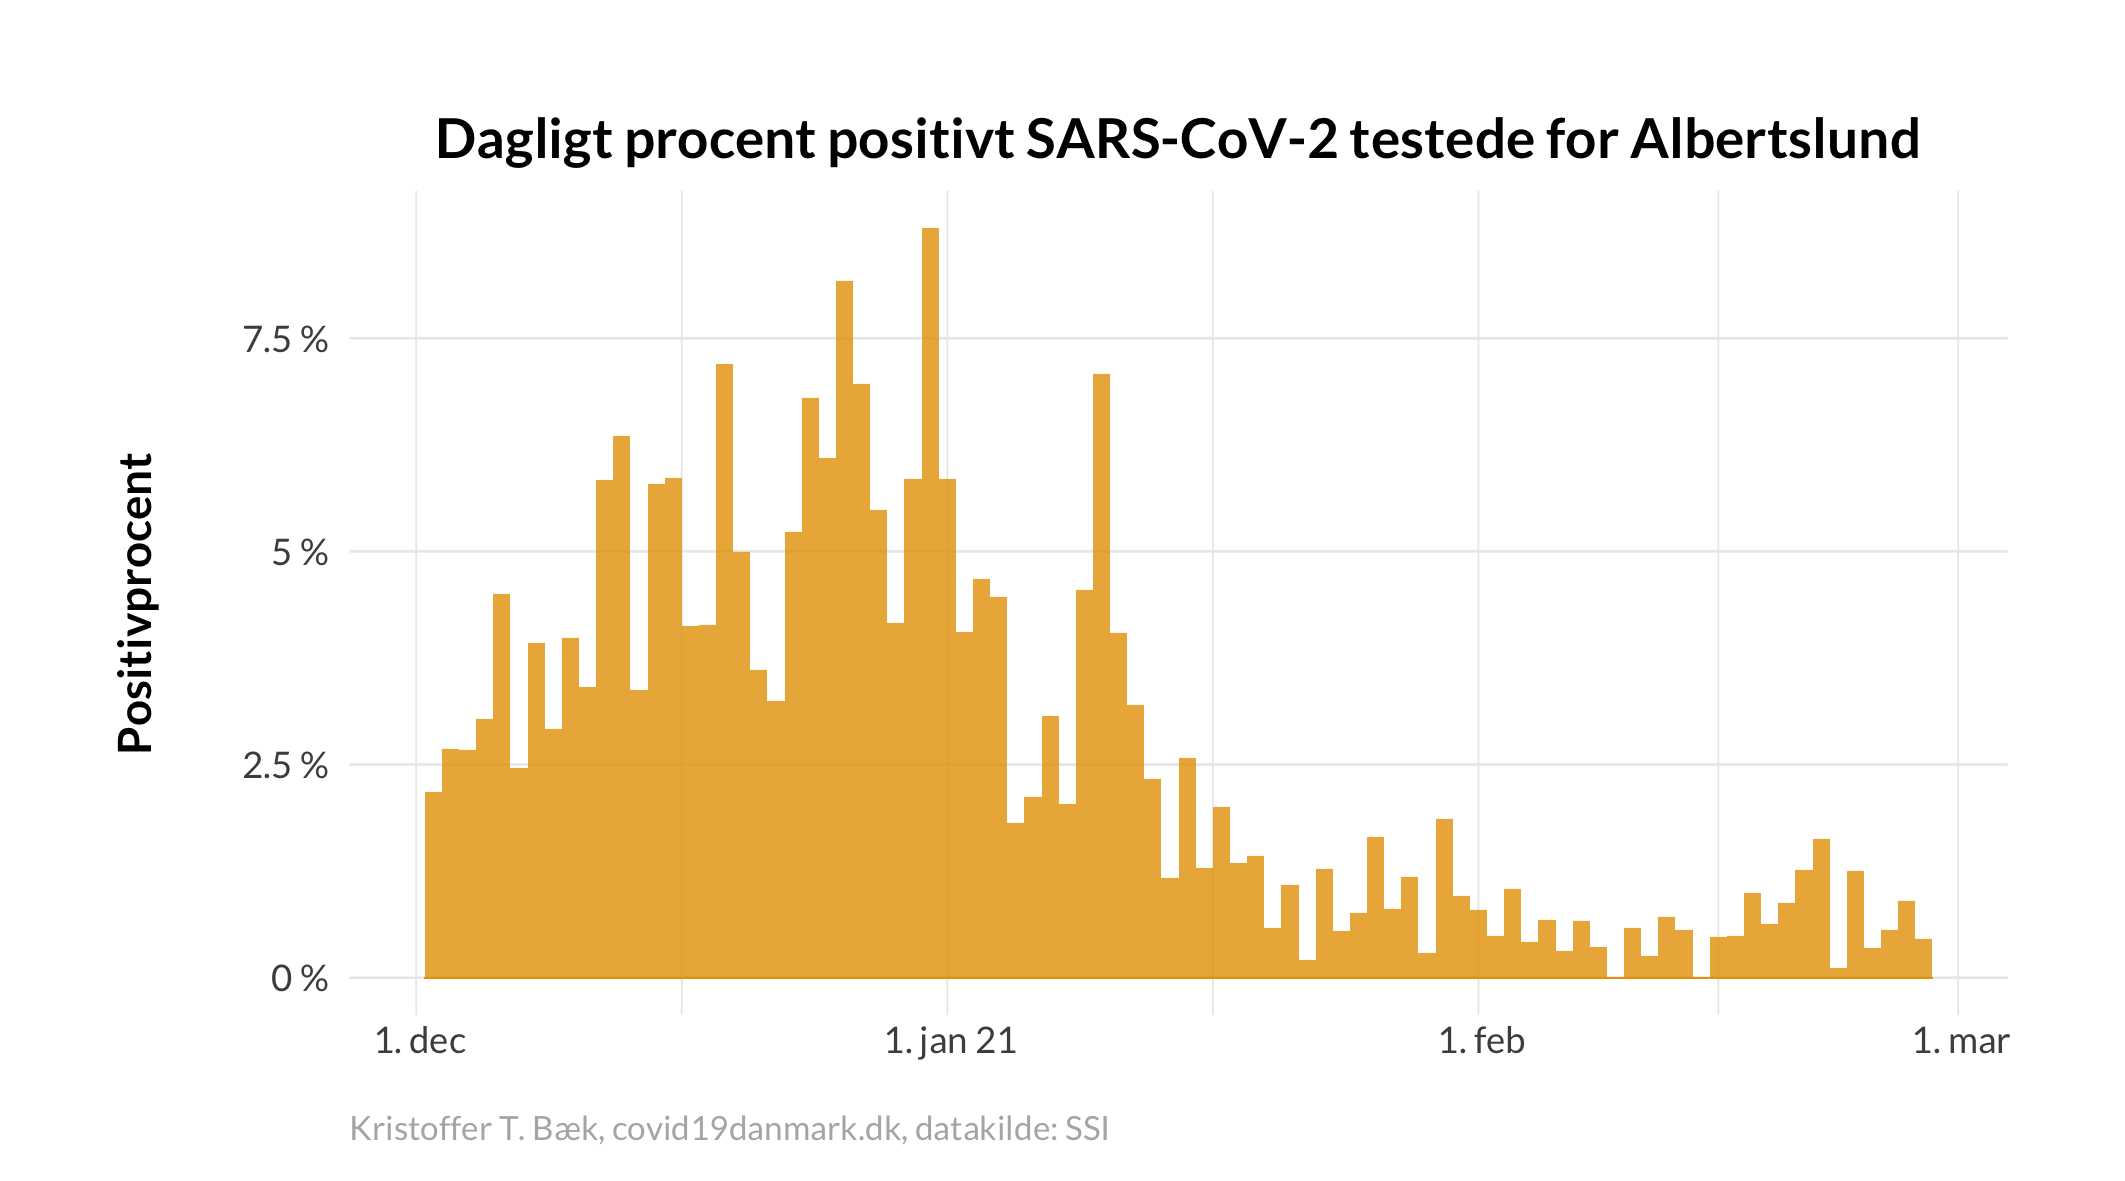 Dagligt procent positivt SARS-CoV-2 testede for Albertslund
Positivprocent
7.5 %
5 %
2.5 %
0 %
1. dec
1. jan 21
1. feb
1. mar
Kristoffer T. Bæk, covid19danmark.dk, datakilde: SSI